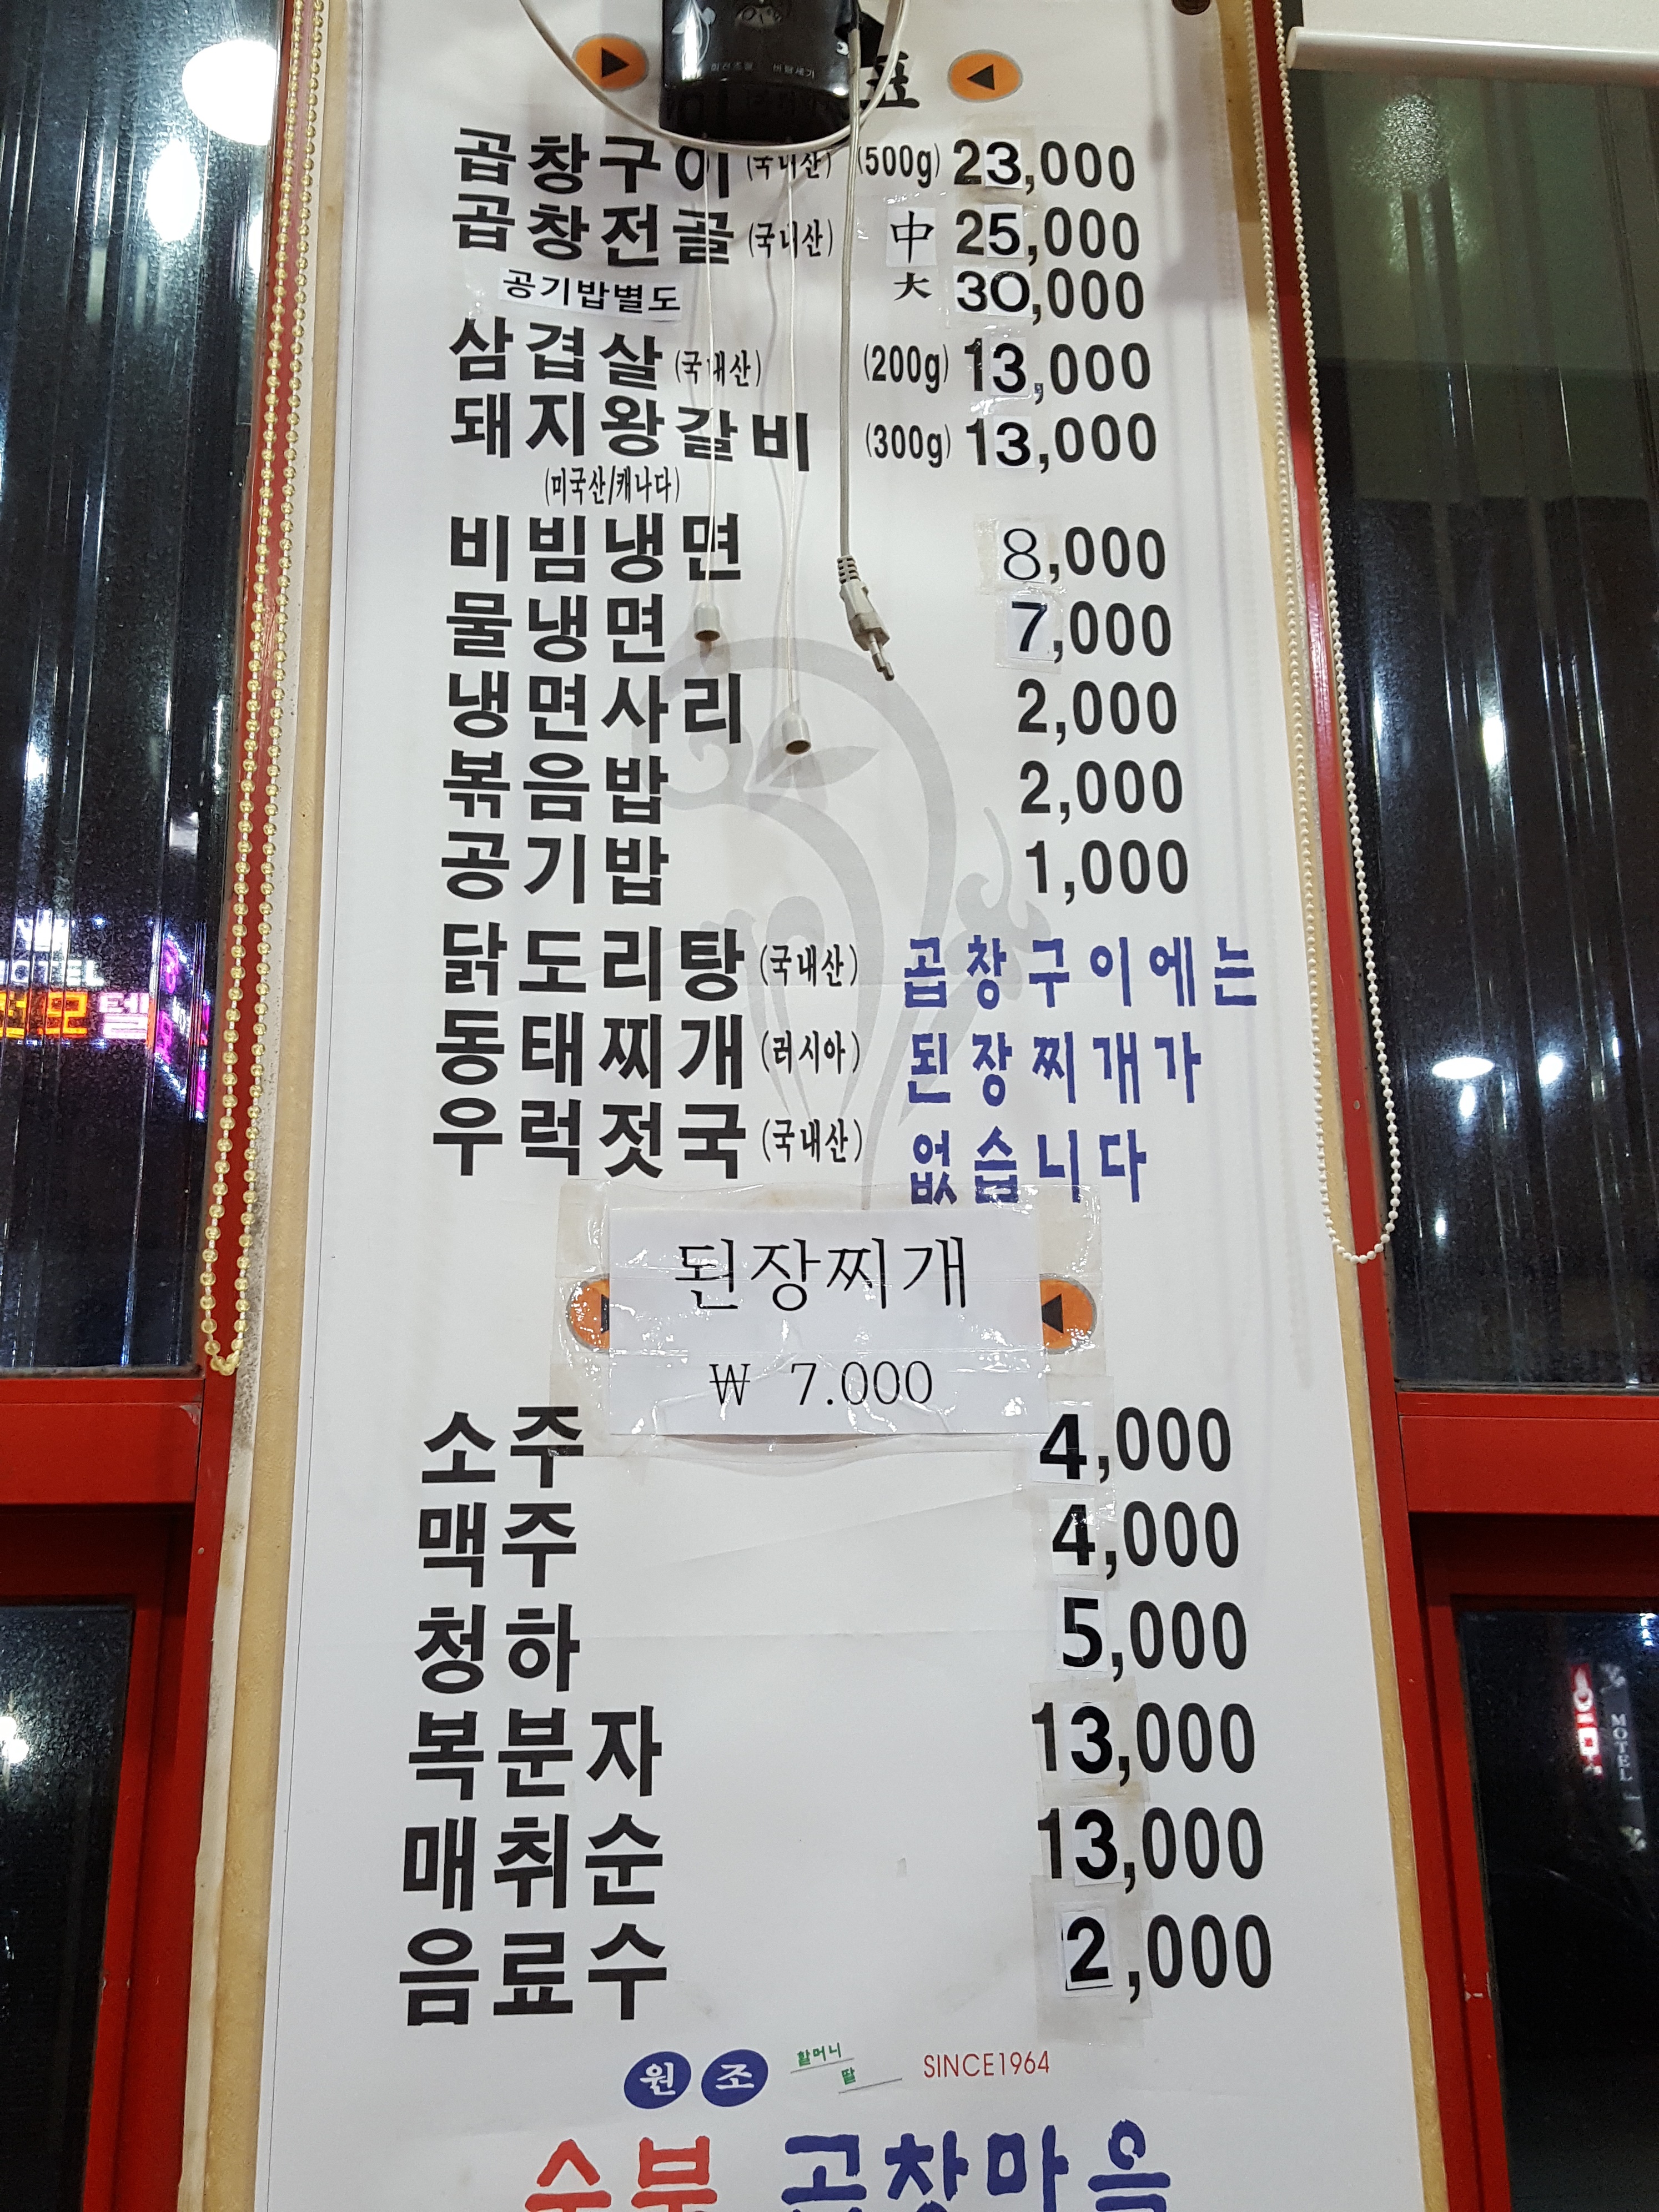 표
곱창구이 (국내산) (500g) 23,000
곱창전골 (국내산) 中 25,000
공기밥별도 大 30,000
삼겹살 (국내산) (200g) 13,000
돼지왕갈비 (300g) 13,000
(미국산/캐나다)
비빔냉면 8,000
물냉면 7,000
냉면사리 2,000
볶음밥 2,000
공기밥 1,000
닭도리탕 (국내산)
동태찌개 (러시아)
우럭젓국 (국내산)
곱창구이에는
된장찌개가
없습니다
된장찌개
₩ 7.000
소주 4,000
맥주 4,000
청하 5,000
복분자 13,000
매취순 13,000
음료수 2,000
원조 할머니 딸 SINCE1964
곱창마을
모텔
MOTEL